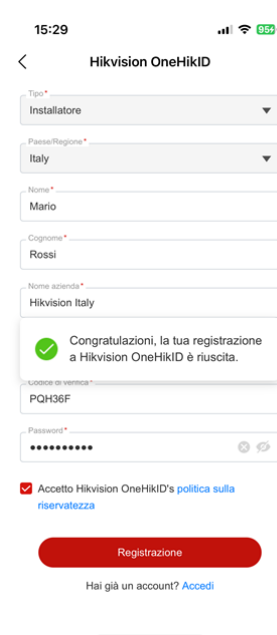 15:29
95
Hikvision OneHikID
Tipo*
Installatore
Paese/Regione*
Italy
Nome*
Mario
Cognome*
Rossi
Nome azienda*
Hikvision Italy
Congratulazioni, la tua registrazione
a Hikvision OneHikID è riuscita.
Codice di verifica*
PQH36F
Password*
••••••••••
Accetto Hikvision OneHikID's politica sulla
riservatezza
Registrazione
Hai già un account? Accedi